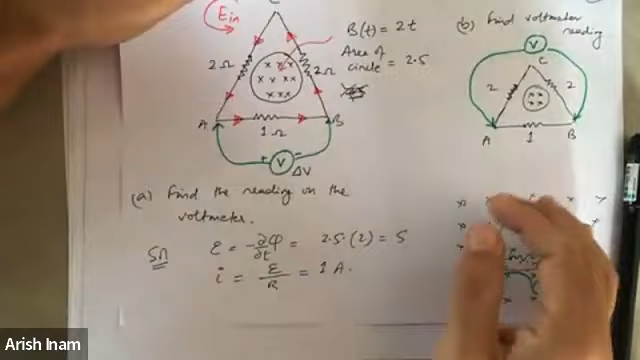 E_in
B(t) = 2t
Area of circle = 2.5
2Ω
2Ω
× × ×
× × × ×
× × ×
A
B
1Ω
+ V -
ΔV
(a) Find the reading on the
voltmeter.
Sn
ε = -∂φ/∂t = 2.5·(2) = 5
i = ε/R = 1 A.
(b) Find voltmeter
reading
V
C
2
2
A
1
B
Arish Inam